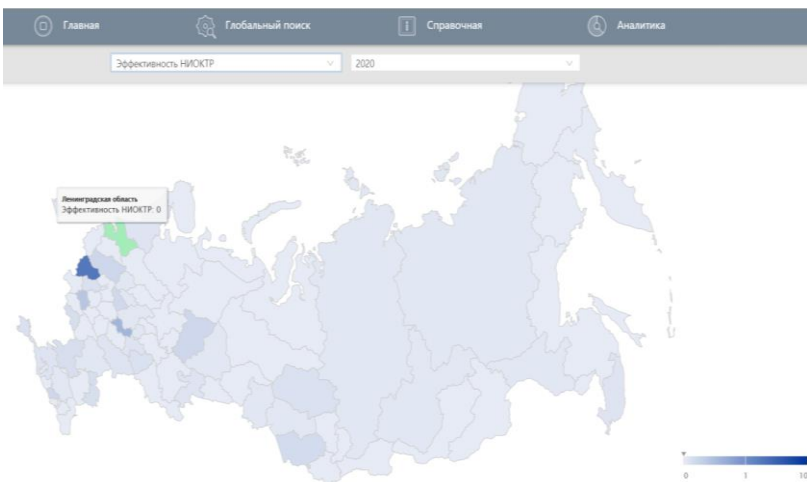 Главная Глобальный поиск Справочная Аналитика
Эффективность НИОКТР 2020
Ленинградская область
Эффективность НИОКТР: 0
0 1 10